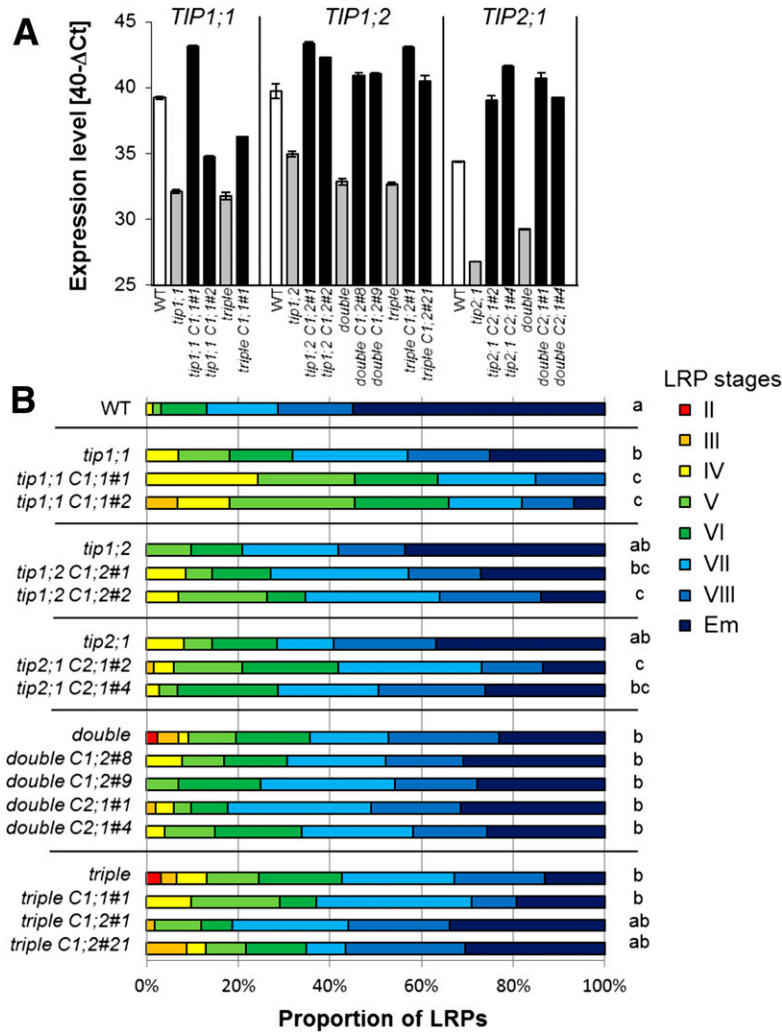 A
TIP1;1
TIP1;2
TIP2;1
Expression level [40-ΔCt]
45
40
35
30
25
WT
tip1;1
tip1;1 C1;1#1
tip1;1 C1;1#2
triple
triple C1;1#1
WT
tip1;2
tip1;2 C1;2#1
tip1;2 C1;2#2
double
double C1;2#8
double C1;2#9
triple
triple C1;2#1
triple C1;2#21
WT
tip2;1
tip2;1 C2;1#2
tip2;1 C2;1#4
double
double C2;1#1
double C2;1#4
B
WT a
tip1;1 b
tip1;1 C1;1#1 c
tip1;1 C1;1#2 c
tip1;2 ab
tip1;2 C1;2#1 bc
tip1;2 C1;2#2 c
tip2;1 ab
tip2;1 C2;1#2 c
tip2;1 C2;1#4 bc
double b
double C1;2#8 b
double C1;2#9 b
double C2;1#1 b
double C2;1#4 b
triple b
triple C1;1#1 b
triple C1;2#1 ab
triple C1;2#21 ab
0% 20% 40% 60% 80% 100%
Proportion of LRPs
LRP stages
II
III
IV
V
VI
VII
VIII
Em